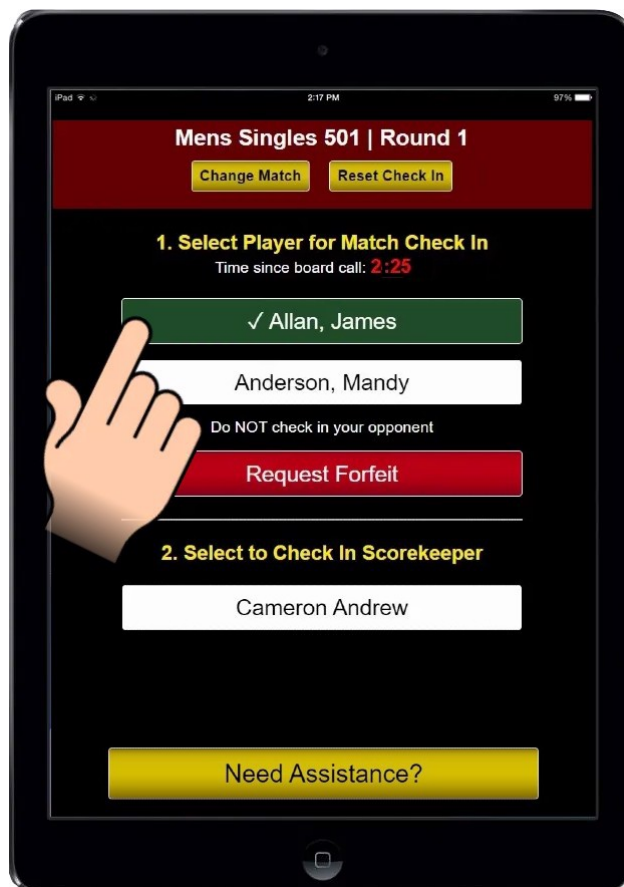 iPad
2:17 PM
97%
Mens Singles 501 | Round 1
Change Match
Reset Check In
1. Select Player for Match Check In
Time since board call: 2:25
✓ Allan, James
Anderson, Mandy
Do NOT check in your opponent
Request Forfeit
2. Select to Check In Scorekeeper
Cameron Andrew
Need Assistance?